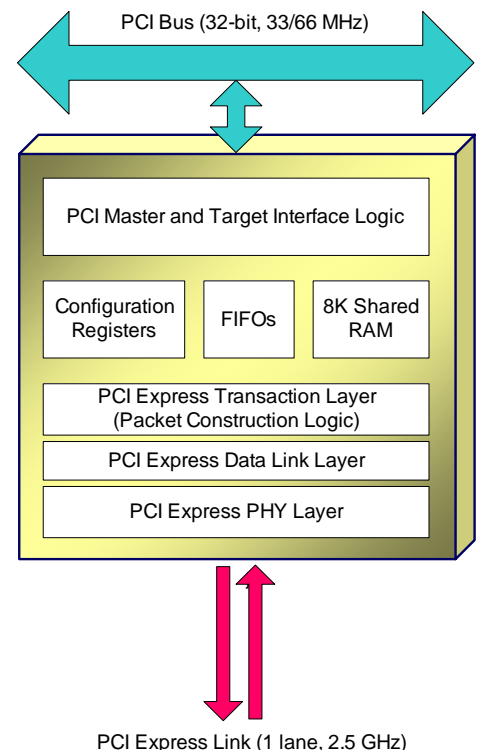 PCI Bus (32-bit, 33/66 MHz)
PCI Master and Target Interface Logic
Configuration
Registers
FIFOs
8K Shared
RAM
PCI Express Transaction Layer
(Packet Construction Logic)
PCI Express Data Link Layer
PCI Express PHY Layer
PCI Express Link (1 lane, 2.5 GHz)